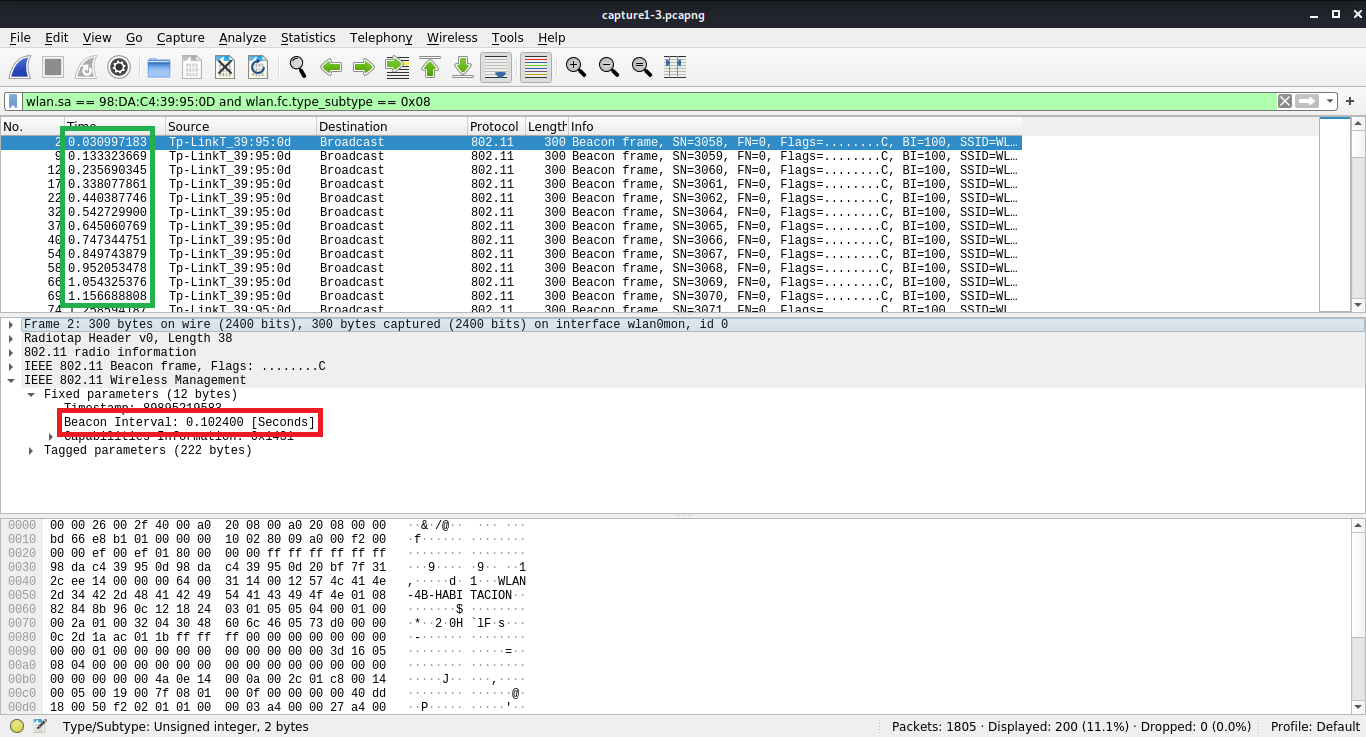 capture1-3.pcapng
File Edit View Go Capture Analyze Statistics Telephony Wireless Tools Help
wlan.sa == 98:DA:C4:39:95:0D and wlan.fc.type_subtype == 0x08
No. Time Source Destination Protocol Length Info
2 0.030997183 Tp-LinkT_39:95:0d Broadcast 802.11 300 Beacon frame, SN=3058, FN=0, Flags=........C, BI=100, SSID=WL…
9 0.133323669 Tp-LinkT_39:95:0d Broadcast 802.11 300 Beacon frame, SN=3059, FN=0, Flags=........C, BI=100, SSID=WL…
12 0.235690345 Tp-LinkT_39:95:0d Broadcast 802.11 300 Beacon frame, SN=3060, FN=0, Flags=........C, BI=100, SSID=WL…
17 0.338077861 Tp-LinkT_39:95:0d Broadcast 802.11 300 Beacon frame, SN=3061, FN=0, Flags=........C, BI=100, SSID=WL…
22 0.440387746 Tp-LinkT_39:95:0d Broadcast 802.11 300 Beacon frame, SN=3062, FN=0, Flags=........C, BI=100, SSID=WL…
32 0.542729900 Tp-LinkT_39:95:0d Broadcast 802.11 300 Beacon frame, SN=3064, FN=0, Flags=........C, BI=100, SSID=WL…
37 0.645060769 Tp-LinkT_39:95:0d Broadcast 802.11 300 Beacon frame, SN=3065, FN=0, Flags=........C, BI=100, SSID=WL…
40 0.747344751 Tp-LinkT_39:95:0d Broadcast 802.11 300 Beacon frame, SN=3066, FN=0, Flags=........C, BI=100, SSID=WL…
54 0.849743879 Tp-LinkT_39:95:0d Broadcast 802.11 300 Beacon frame, SN=3067, FN=0, Flags=........C, BI=100, SSID=WL…
58 0.952053478 Tp-LinkT_39:95:0d Broadcast 802.11 300 Beacon frame, SN=3068, FN=0, Flags=........C, BI=100, SSID=WL…
66 1.054325376 Tp-LinkT_39:95:0d Broadcast 802.11 300 Beacon frame, SN=3069, FN=0, Flags=........C, BI=100, SSID=WL…
69 1.156688808 Tp-LinkT_39:95:0d Broadcast 802.11 300 Beacon frame, SN=3070, FN=0, Flags=........C, BI=100, SSID=WL…
74 1.258594187 Tp-LinkT_39:95:0d Broadcast 802.11 300 Beacon frame, SN=3071, FN=0, Flags=........C, BI=100, SSID=WL…
Frame 2: 300 bytes on wire (2400 bits), 300 bytes captured (2400 bits) on interface wlan0mon, id 0
Radiotap Header v0, Length 38
802.11 radio information
IEEE 802.11 Beacon frame, Flags: ........C
IEEE 802.11 Wireless Management
Fixed parameters (12 bytes)
Timestamp: 89895219583
Beacon Interval: 0.102400 [Seconds]
Capabilities Information: 0x1431
Tagged parameters (222 bytes)
0000 00 00 26 00 2f 40 00 a0 20 08 00 a0 20 08 00 00 ··&·/@·· ··· ···
0010 bd 66 e8 b1 01 00 00 00 10 02 80 09 a0 00 f2 00 ·f······ ········
0020 00 00 ef 00 ef 01 80 00 00 00 ff ff ff ff ff ff ········ ········
0030 98 da c4 39 95 0d 98 da c4 39 95 0d 20 bf 7f 31 ···9···· ·9·· ··1
0040 2c ee 14 00 00 00 64 00 31 14 00 12 57 4c 41 4e ,·····d· 1···WLAN
0050 2d 34 42 2d 48 41 42 49 54 41 43 49 4f 4e 01 08 -4B-HABI TACION··
0060 82 84 8b 96 0c 12 18 24 03 01 05 05 04 00 01 00 ·······$ ········
0070 00 2a 01 00 32 04 30 48 60 6c 46 05 73 d0 00 00 ·*··2·0H `lF·s···
0080 0c 2d 1a ac 01 1b ff ff ff 00 00 00 00 00 00 00 ·-······ ········
0090 00 00 01 00 00 00 00 00 00 00 00 00 00 3d 16 05 ········ ·····=··
00a0 08 04 00 00 00 00 00 00 00 00 00 00 00 00 00 00 ········ ········
00b0 00 00 00 00 00 4a 0e 14 00 0a 00 2c 01 c8 00 14 ·····J·· ···,····
00c0 00 05 00 19 00 7f 08 01 00 0f 00 00 00 00 40 dd ········ ······@·
00d0 18 00 50 f2 02 01 01 00 00 03 a4 00 00 27 a4 00 ··P····· ·····'··
Type/Subtype: Unsigned integer, 2 bytes
Packets: 1805 · Displayed: 200 (11.1%) · Dropped: 0 (0.0%)
Profile: Default